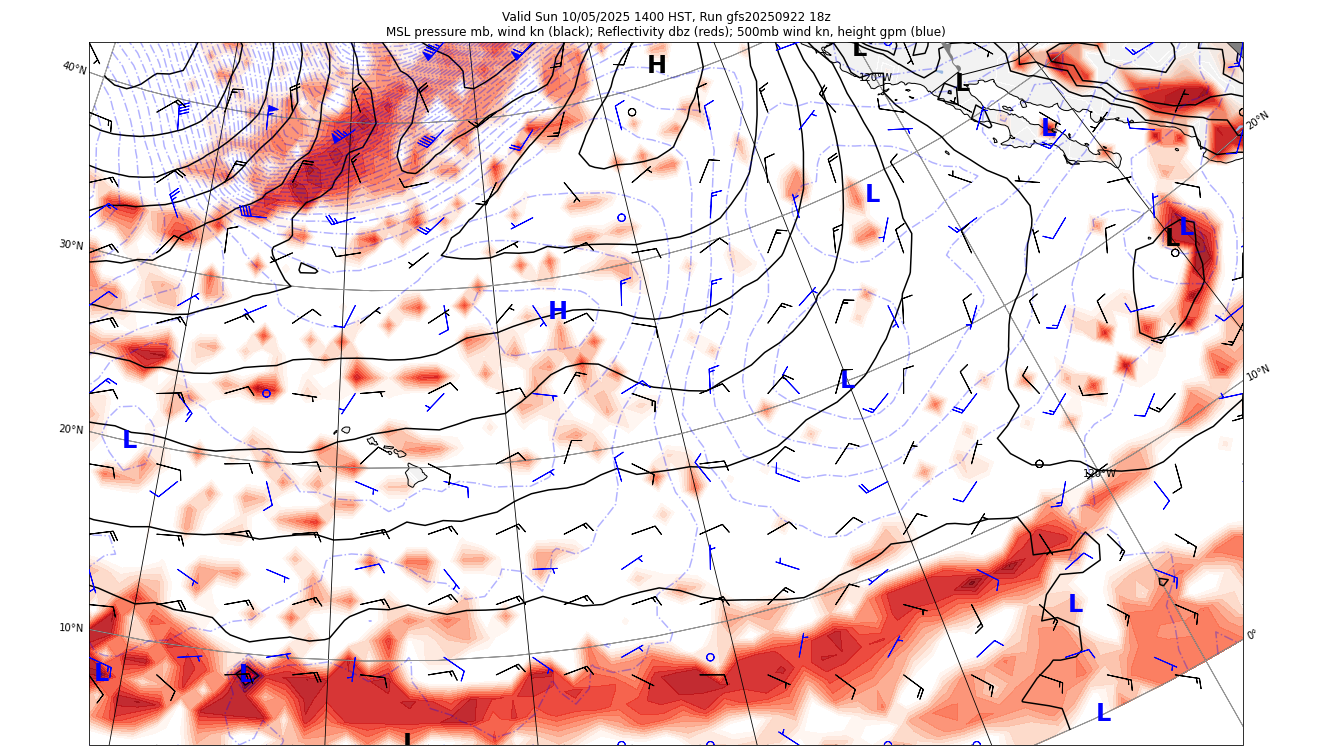 Valid Sun 10/05/2025 1400 HST, Run gfs20250922 18z
MSL pressure mb, wind kn (black); Reflectivity dbz (reds); 500mb wind kn, height gpm (blue)
L
H
40°N
120°W
L
20°N
L
L
L
L
30°N
H
10°N
L
20°N
L
120°W
L
10°N
0°
L
L
L
L